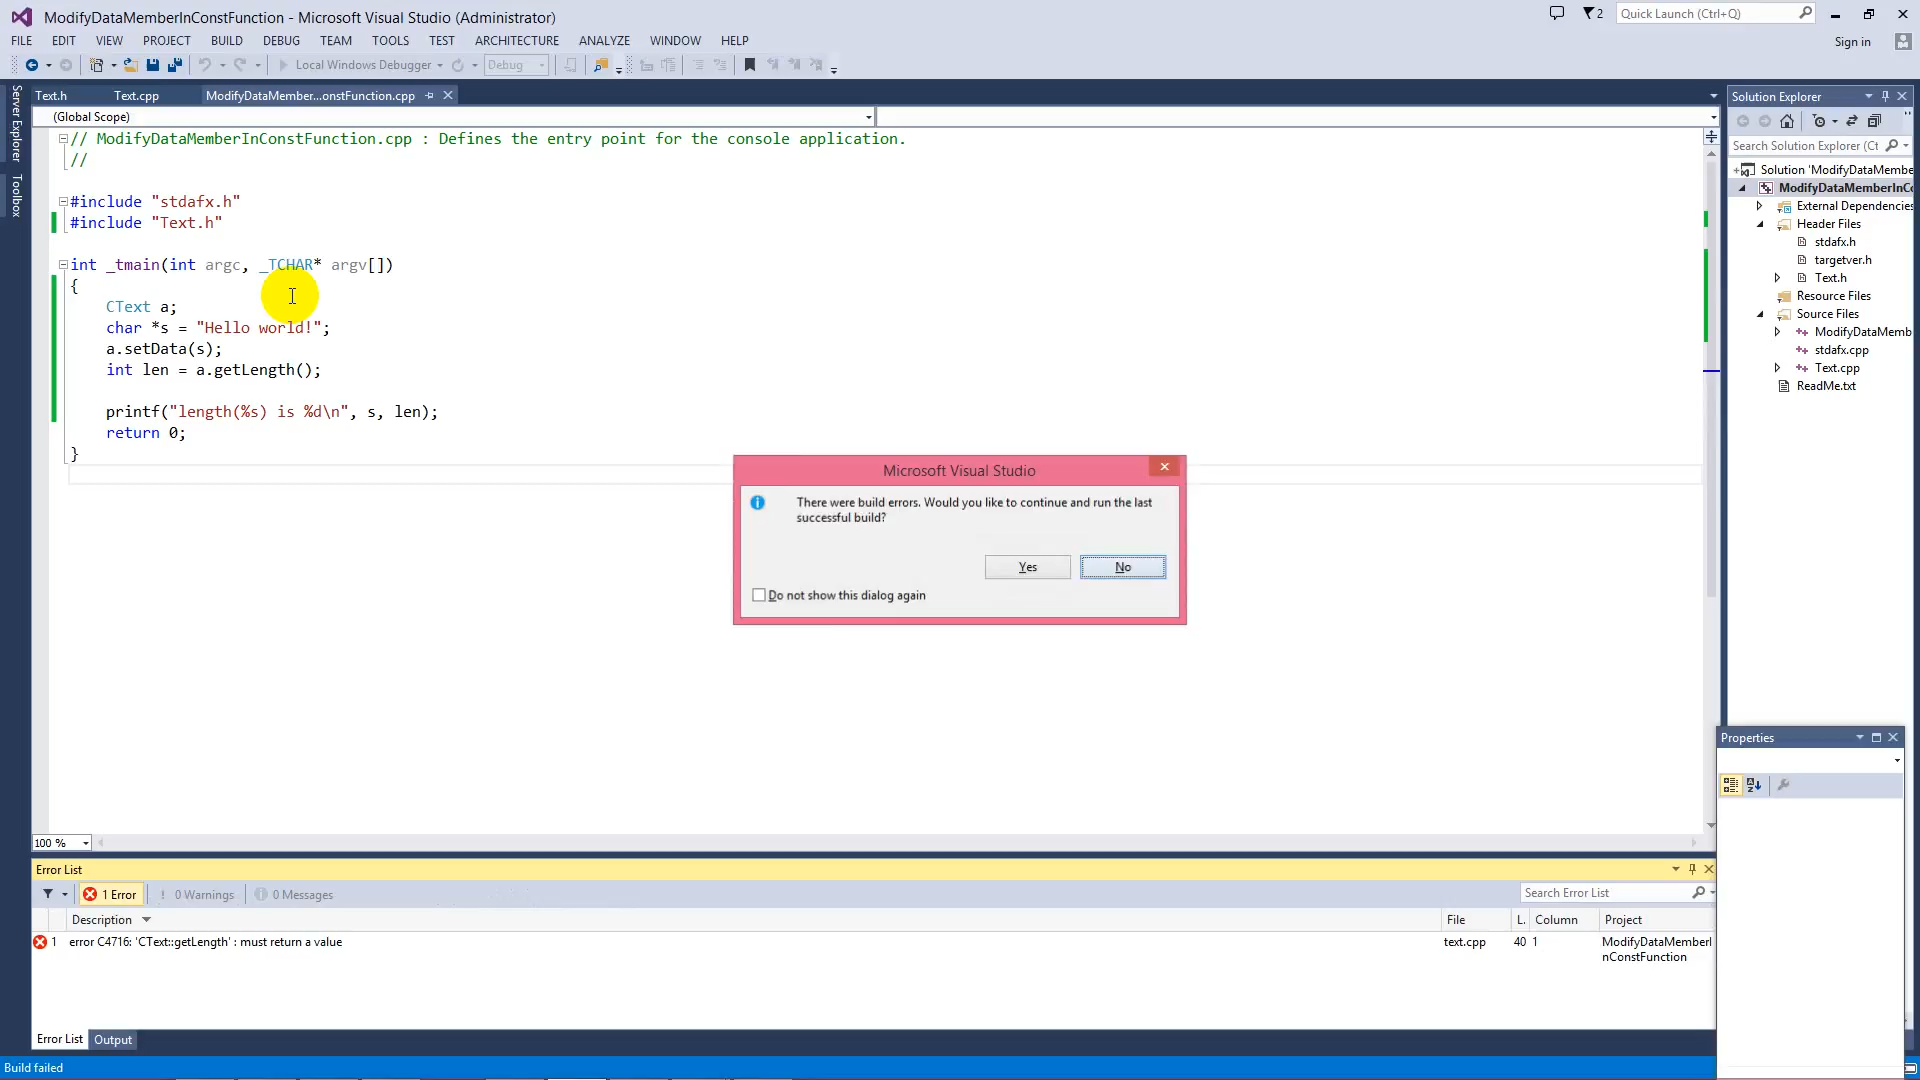 ModifyDataMemberInConstFunction - Microsoft Visual Studio (Administrator)
2
Quick Launch (Ctrl+Q)
FILE EDIT VIEW PROJECT BUILD DEBUG TEAM TOOLS TEST ARCHITECTURE ANALYZE WINDOW HELP
Sign in
Local Windows Debugger Debug
Server Explorer
Toolbox
Text.h Text.cpp ModifyDataMember...onstFunction.cpp
(Global Scope)
// ModifyDataMemberInConstFunction.cpp : Defines the entry point for the console application.
//
#include "stdafx.h"
#include "Text.h"
int _tmain(int argc, _TCHAR* argv[])
{
CText a;
char *s = "Hello world!";
a.setData(s);
int len = a.getLength();
printf("length(%s) is %d\n", s, len);
return 0;
}
Solution Explorer
Search Solution Explorer (Ct
Solution 'ModifyDataMembe
ModifyDataMemberInCo
External Dependencies
Header Files
stdafx.h
targetver.h
Text.h
Resource Files
Source Files
ModifyDataMemb
stdafx.cpp
Text.cpp
ReadMe.txt
Microsoft Visual Studio
There were build errors. Would you like to continue and run the last
successful build?
Yes No
Do not show this dialog again
Properties
100 %
Error List
1 Error 0 Warnings 0 Messages
Search Error List
Description File L. Column Project
1 error C4716: 'CText::getLength' : must return a value text.cpp 40 1 ModifyDataMemberI
nConstFunction
Error List Output
Build failed